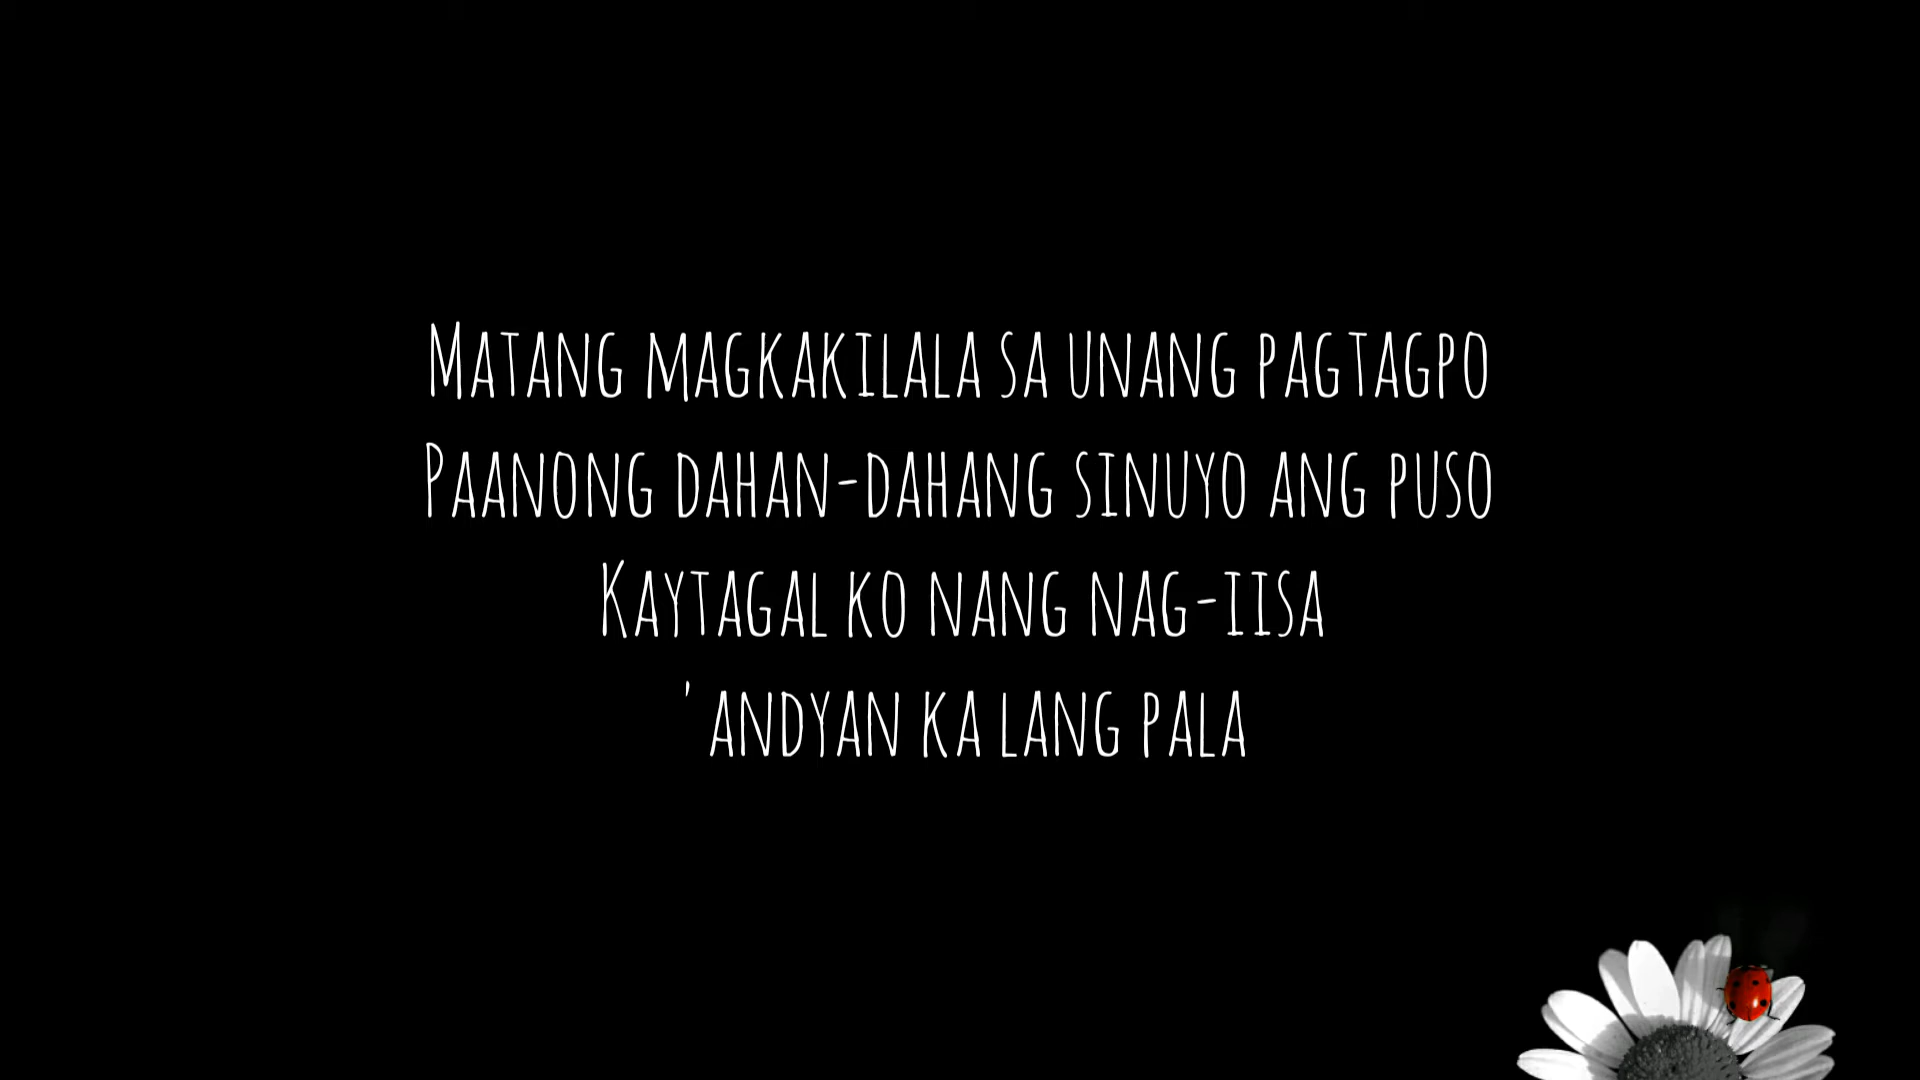 Matang magkakilala sa unang pagtagpo
Paanong dahan-dahang sinuyo ang puso
Kaytagal ko nang nag-iisa
'andyan ka lang pala